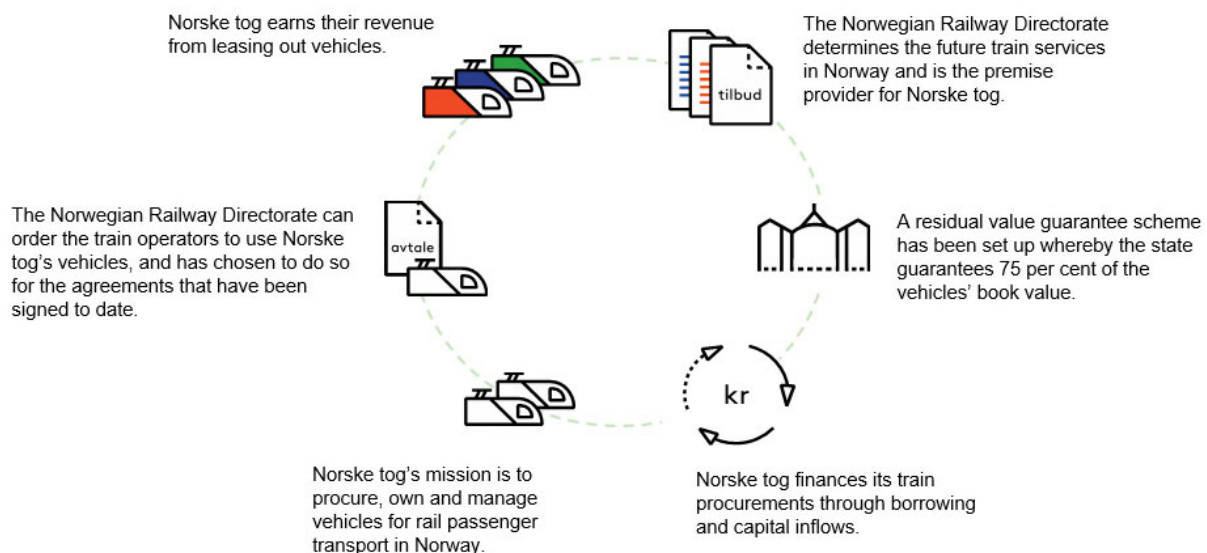 Norske tog earns their revenue
from leasing out vehicles.
tilbud
The Norwegian Railway Directorate
determines the future train services
in Norway and is the premise
provider for Norske tog.
The Norwegian Railway Directorate can
order the train operators to use Norske
tog's vehicles, and has chosen to do so
for the agreements that have been
signed to date.
avtale
A residual value guarantee scheme
has been set up whereby the state
guarantees 75 per cent of the
vehicles' book value.
kr
Norske tog's mission is to
procure, own and manage
vehicles for rail passenger
transport in Norway.
Norske tog finances its train
procurements through borrowing
and capital inflows.